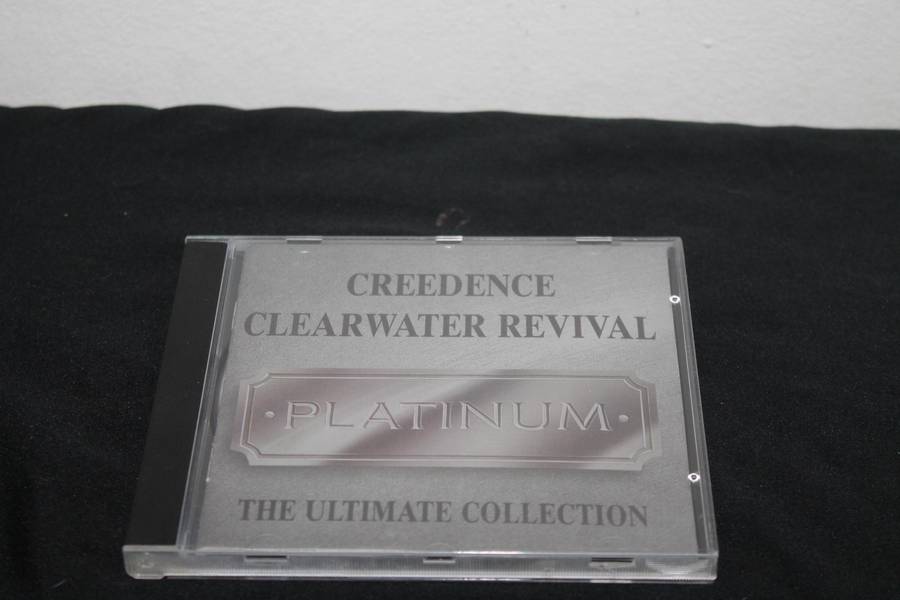 CREEDENCE
CLEARWATER REVIVAL
PLATINUM
THE ULTIMATE COLLECTION